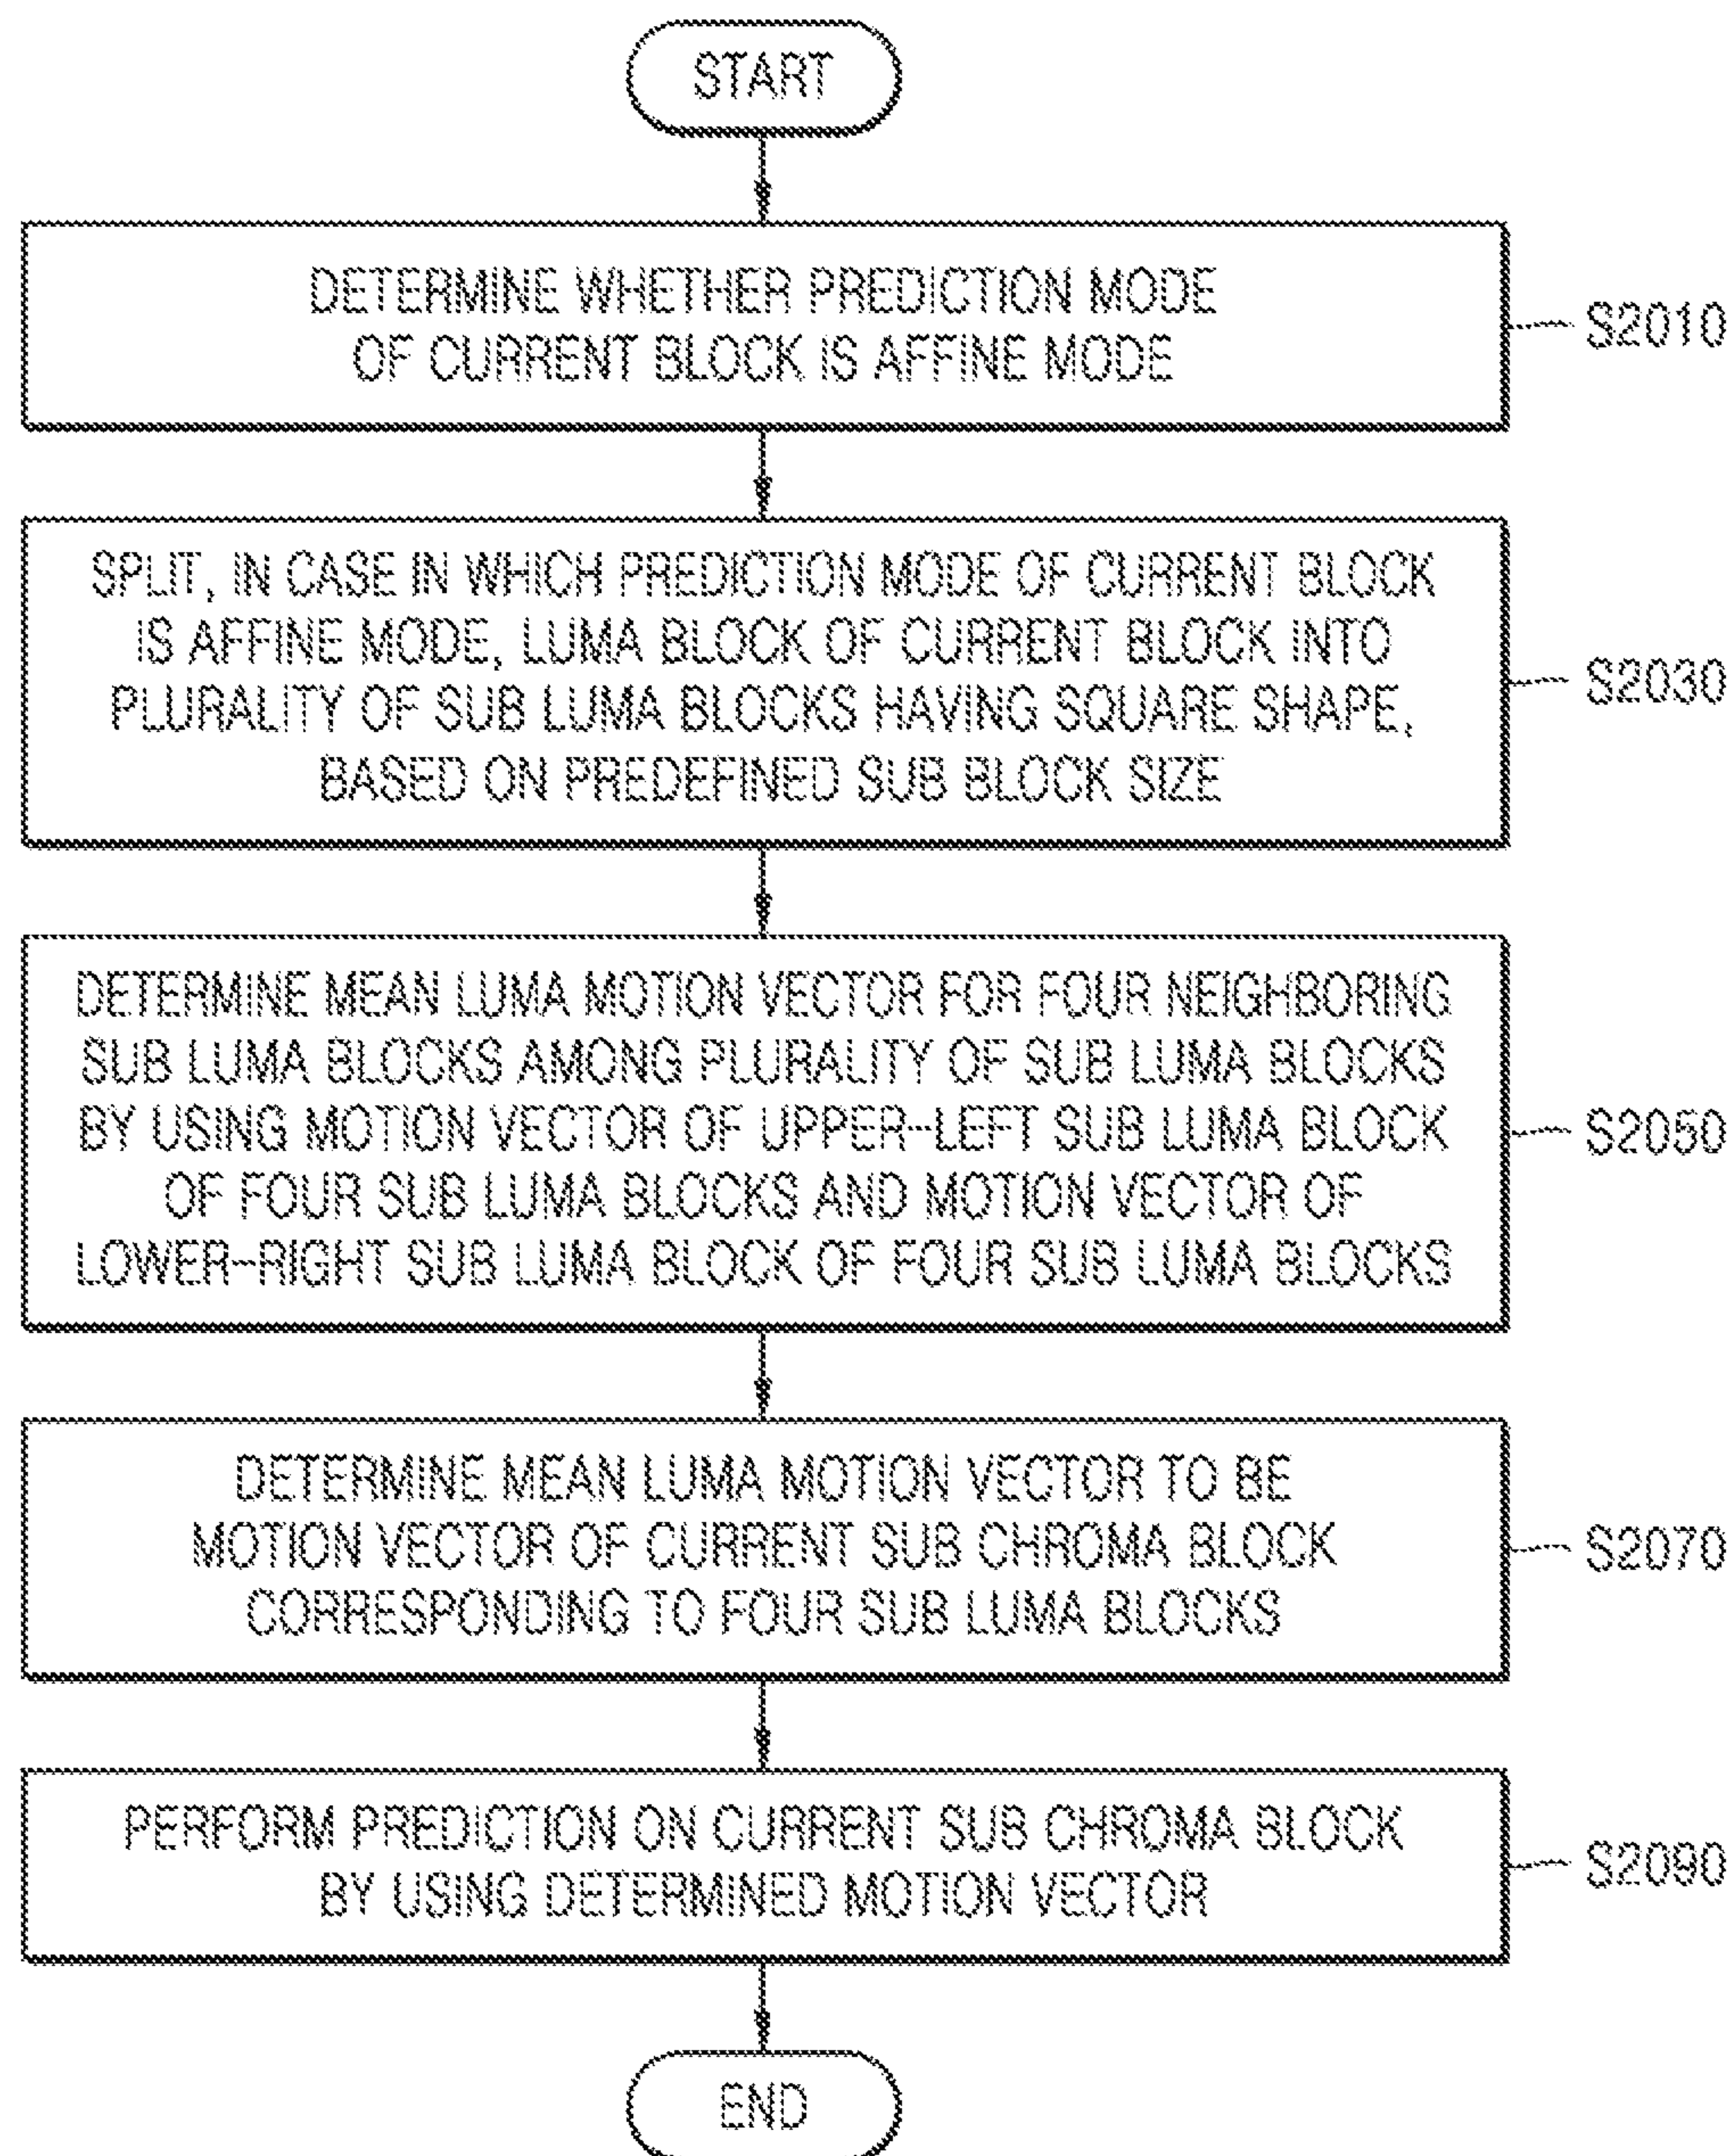 START
DETERMINE WHETHER PREDICTION MODE
OF CURRENT BLOCK IS AFFINE MODE
S2010
SPLIT, IN CASE IN WHICH PREDICTION MODE OF CURRENT BLOCK
IS AFFINE MODE, LUMA BLOCK OF CURRENT BLOCK INTO
PLURALITY OF SUB LUMA BLOCKS HAVING SQUARE SHAPE,
BASED ON PREDEFINED SUB BLOCK SIZE
S2030
DETERMINE MEAN LUMA MOTION VECTOR FOR FOUR NEIGHBORING
SUB LUMA BLOCKS AMONG PLURALITY OF SUB LUMA BLOCKS
BY USING MOTION VECTOR OF UPPER-LEFT SUB LUMA BLOCK
OF FOUR SUB LUMA BLOCKS AND MOTION VECTOR OF
LOWER-RIGHT SUB LUMA BLOCK OF FOUR SUB LUMA BLOCKS
S2050
DETERMINE MEAN LUMA MOTION VECTOR TO BE
MOTION VECTOR OF CURRENT SUB CHROMA BLOCK
CORRESPONDING TO FOUR SUB LUMA BLOCKS
S2070
PERFORM PREDICTION ON CURRENT SUB CHROMA BLOCK
BY USING DETERMINED MOTION VECTOR
S2090
END